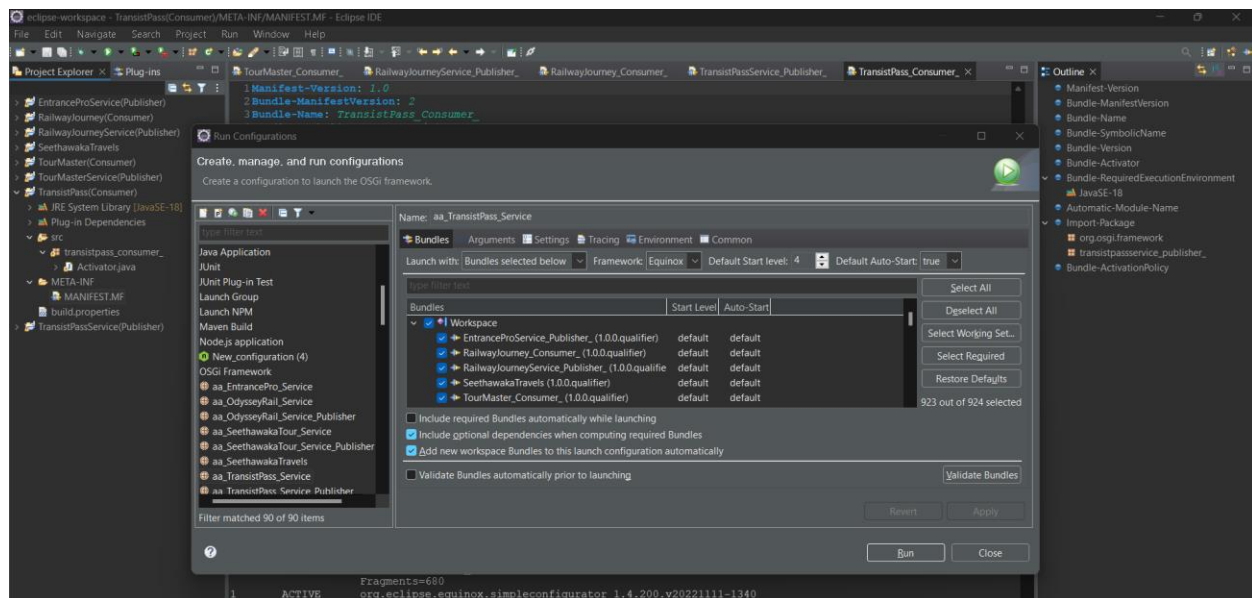 eclipse-workspace - TransistPass(Consumer)/META-INF/MANIFEST.MF - Eclipse IDE
File Edit Navigate Search Project Run Window Help
Project Explorer × Plug-ins
TourMaster_Consumer_ RailwayJourneyService_Publisher_ RailwayJourney_Consumer_ TransistPassService_Publisher_ TransistPass_Consumer_ ×
Outline ×
EntranceProService(Publisher)
RailwayJourney(Consumer)
RailwayJourneyService(Publisher)
SeethawakaTravels
TourMaster(Consumer)
TourMasterService(Publisher)
TransistPass(Consumer)
JRE System Library [JavaSE-18]
Plug-in Dependencies
src
transistpass_consumer_
Activator.java
META-INF
MANIFEST.MF
build.properties
TransistPassService(Publisher)
1 Manifest-Version: 1.0
2 Bundle-ManifestVersion: 2
3 Bundle-Name: TransistPass_Consumer_
Run Configurations
Create, manage, and run configurations
Create a configuration to launch the OSGi framework.
type filter text
Java Application
JUnit
JUnit Plug-in Test
Launch Group
Launch NPM
Maven Build
Node.js application
New_configuration (4)
OSGi Framework
aa_EntrancePro_Service
aa_OdysseyRail_Service
aa_OdysseyRail_Service_Publisher
aa_SeethawakaTour_Service
aa_SeethawakaTour_Service_Publisher
aa_SeethawakaTravels
aa_TransistPass_Service
aa_TransistPass_Service_Publisher
Filter matched 90 of 90 items
Name: aa_TransistPass_Service
Bundles Arguments Settings Tracing Environment Common
Launch with: Bundles selected below Framework: Equinox Default Start level: 4 Default Auto-Start: true
type filter text
Bundles Start Level Auto-Start
Workspace
EntranceProService_Publisher_ (1.0.0.qualifier) default default
RailwayJourney_Consumer_ (1.0.0.qualifier) default default
RailwayJourneyService_Publisher_ (1.0.0.qualifie default default
SeethawakaTravels (1.0.0.qualifier) default default
TourMaster_Consumer_ (1.0.0.qualifier) default default
Select All
Deselect All
Select Working Set...
Select Required
Restore Defaults
923 out of 924 selected
Include required Bundles automatically while launching
Include optional dependencies when computing required Bundles
Add new workspace Bundles to this launch configuration automatically
Validate Bundles automatically prior to launching
Validate Bundles
Revert Apply
Run Close
Manifest-Version
Bundle-ManifestVersion
Bundle-Name
Bundle-SymbolicName
Bundle-Version
Bundle-Activator
Bundle-RequiredExecutionEnvironment
JavaSE-18
Automatic-Module-Name
Import-Package
org.osgi.framework
transistpassservice_publisher_
Bundle-ActivationPolicy
Fragments=680
1 ACTIVE org.eclipse.equinox.simpleconfigurator_1.4.200.v20221111-1340